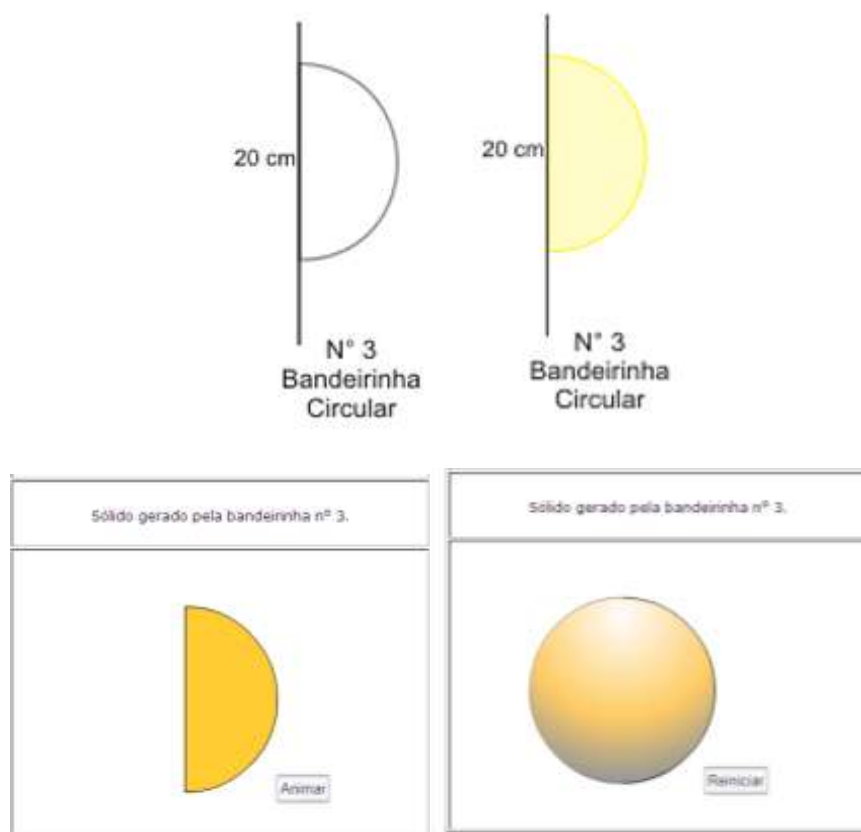 20 cm
N° 3
Bandeirinha
Circular
20 cm
N° 3
Bandeirinha
Circular
Sólido gerado pela bandeirinha nº 3.
Animar
Sólido gerado pela bandeirinha nº 3.
Reiniciar